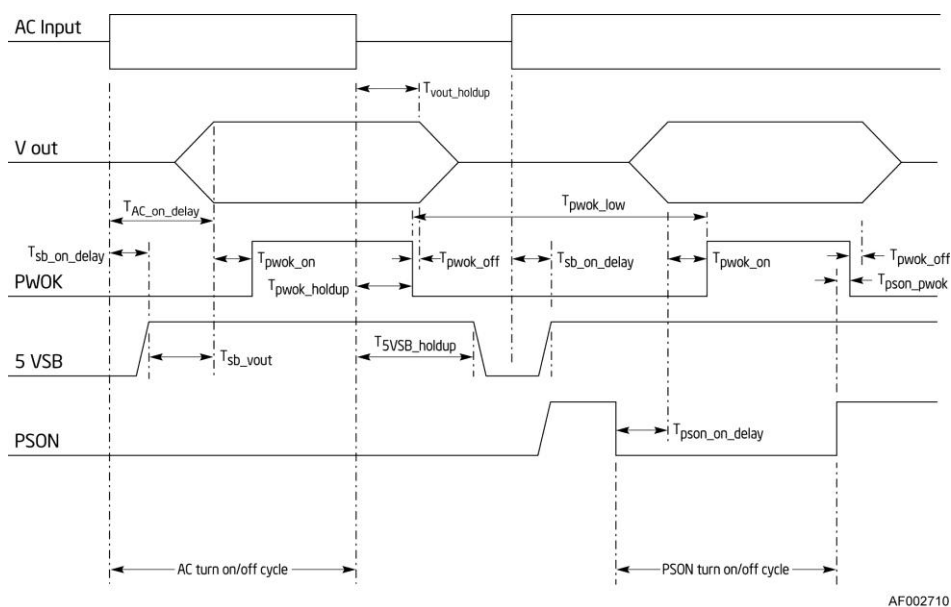 AC Input
T_vout_holdup
V out
T_AC_on_delay
T_pwok_low
T_sb_on_delay
T_pwok_on
T_pwok_off
T_sb_on_delay
T_pwok_on
T_pwok_off
PWOK
T_pwok_holdup
T_pson_pwok
T_5VSB_holdup
5 VSB
T_sb_vout
PSON
T_pson_on_delay
AC turn on/off cycle
PSON turn on/off cycle
AF002710